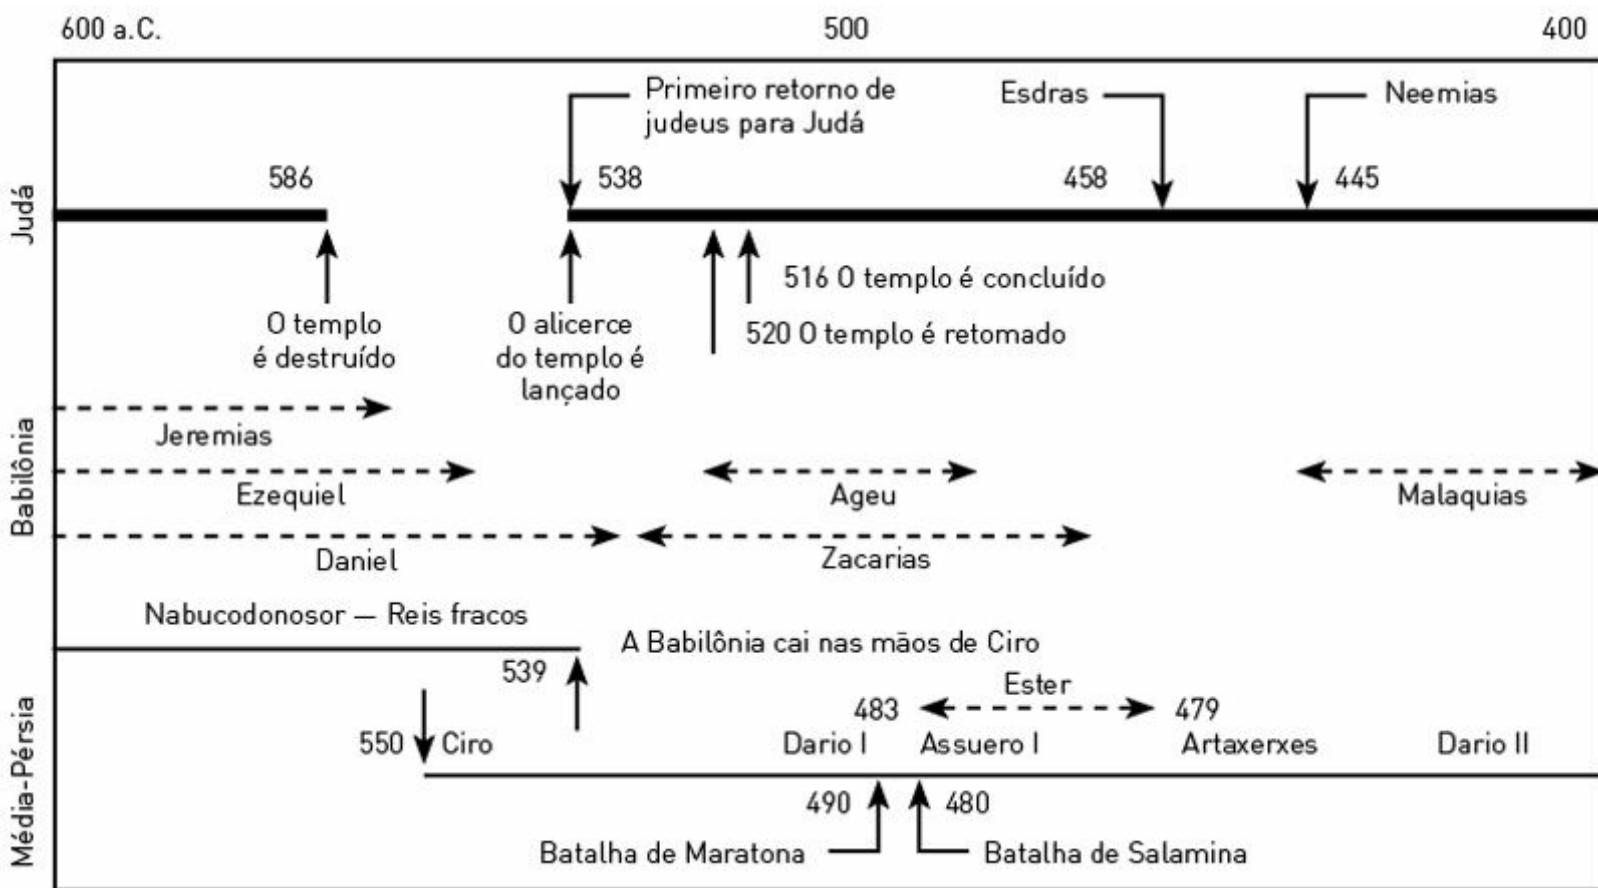 600 a.C. 500 400
Primeiro retorno de
judeus para Judá
Esdras
Neemias
586
538
458
445
Judá
516 O templo é concluído
520 O templo é retomado
O templo
é destruído
O alicerce
do templo é
lançado
Babilônia
Jeremias
Ezequiel
Ageu
Malaquias
Daniel
Zacarias
Nabucodonosor — Reis fracos
A Babilônia cai nas mãos de Ciro
539
Média-Pérsia
Ester
483
479
550
Ciro
Dario I
Assuero I
Artaxerxes
Dario II
490
480
Batalha de Maratona
Batalha de Salamina